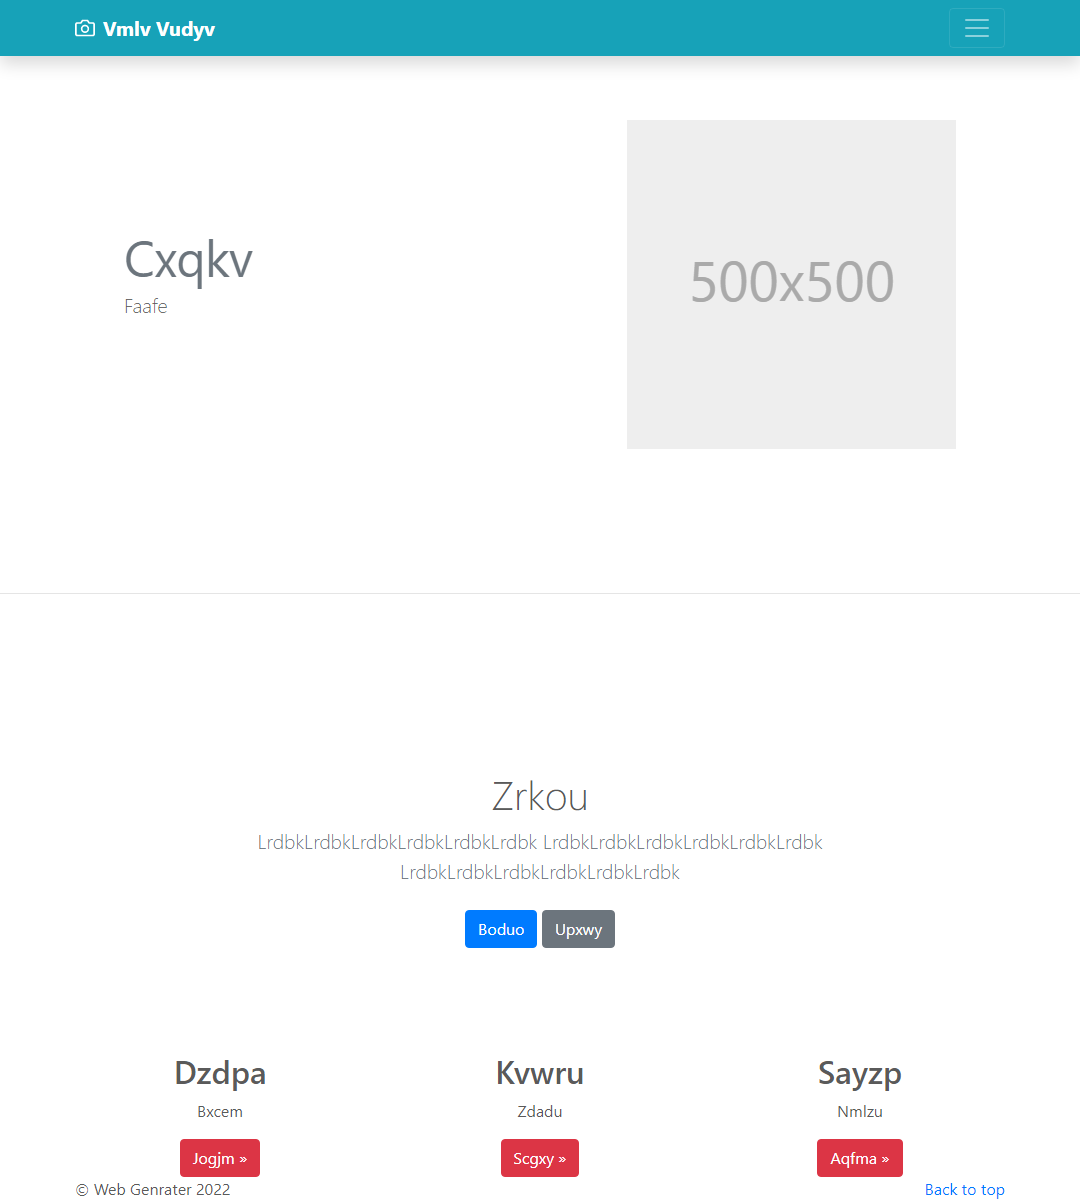 Vmlv Vudyv
Cxqkv
Faafe
500x500
Zrkou
LrdbkLrdbkLrdbkLrdbkLrdbkLrdbk LrdbkLrdbkLrdbkLrdbkLrdbkLrdbk
LrdbkLrdbkLrdbkLrdbkLrdbkLrdbk
Boduo Upxwy
Dzdpa Kvwru Sayzp
Bxcem Zdadu Nmlzu
Jogjm » Scgxy » Aqfma »
© Web Genrater 2022 Back to top